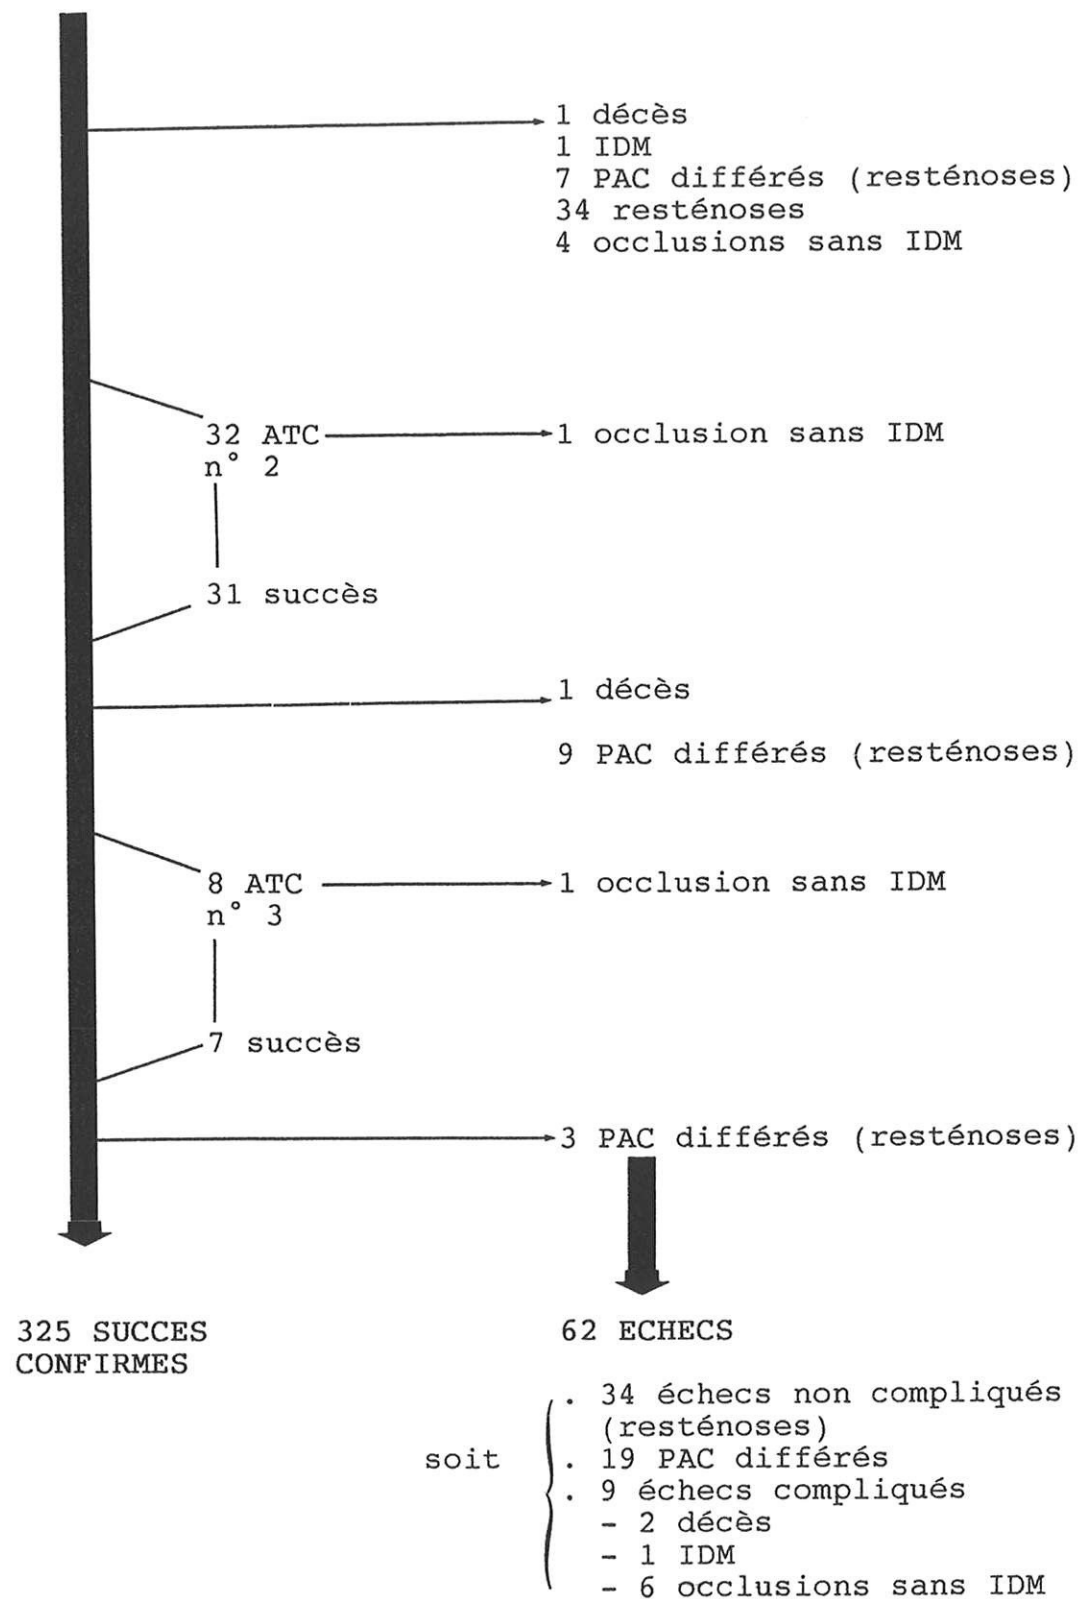 1 décès
1 IDM
7 PAC différés (resténoses)
34 resténoses
4 occlusions sans IDM
32 ATC
n° 2
1 occlusion sans IDM
31 succès
1 décès
9 PAC différés (resténoses)
8 ATC
n° 3
1 occlusion sans IDM
7 succès
3 PAC différés (resténoses)
325 SUCCES
CONFIRMES
62 ECHECS
soit
. 34 échecs non compliqués
(resténoses)
. 19 PAC différés
. 9 échecs compliqués
- 2 décès
- 1 IDM
- 6 occlusions sans IDM